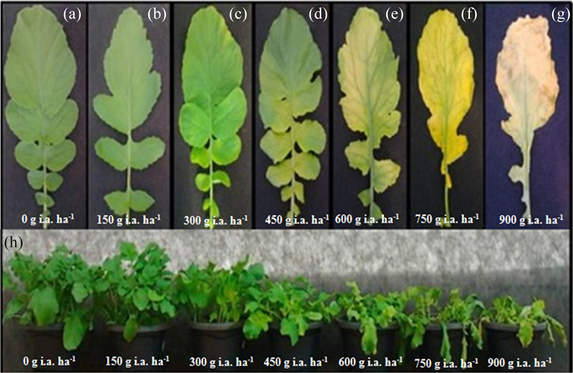 (a) (b) (c) (d) (e) (f) (g)
0 g i.a. ha⁻¹ 150 g i.a. ha⁻¹ 300 g i.a. ha⁻¹ 450 g i.a. ha⁻¹ 600 g i.a. ha⁻¹ 750 g i.a. ha⁻¹ 900 g i.a. ha⁻¹
(h)
0 g i.a. ha⁻¹ 150 g i.a. ha⁻¹ 300 g i.a. ha⁻¹ 450 g i.a. ha⁻¹ 600 g i.a. ha⁻¹ 750 g i.a. ha⁻¹ 900 g i.a. ha⁻¹